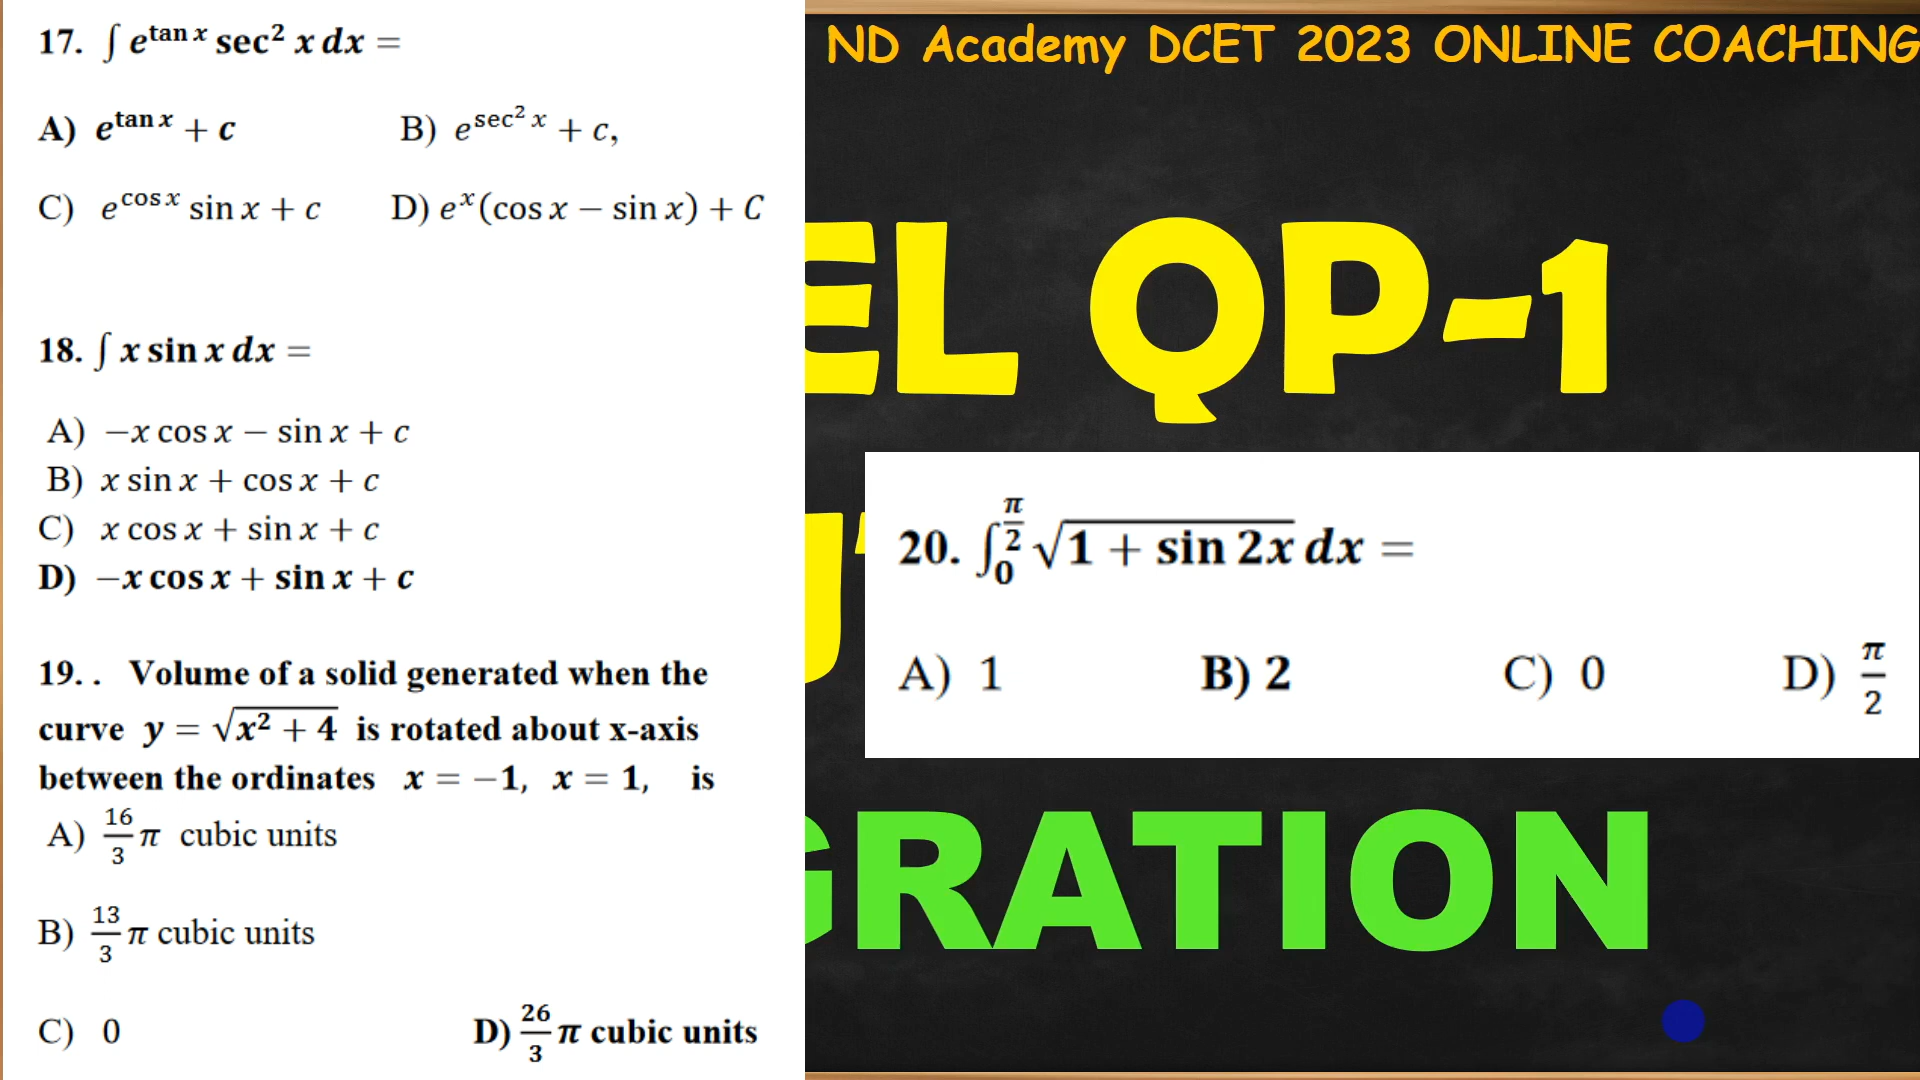 17. ∫ e^{tan x} sec² x dx =
A) e^{tan x} + c B) e^{sec² x} + c,
C) e^{cos x} sin x + c D) e^x(cos x − sin x) + C
18. ∫ x sin x dx =
A) −x cos x − sin x + c
B) x sin x + cos x + c
C) x cos x + sin x + c
D) −x cos x + sin x + c
19. . Volume of a solid generated when the
curve y = √(x² + 4) is rotated about x-axis
between the ordinates x = −1, x = 1, is
A) 16/3 π cubic units
B) 13/3 π cubic units
C) 0 D) 26/3 π cubic units
ND Academy DCET 2023 ONLINE COACHING
EL QP-1
20. ∫₀^{π/2} √(1 + sin 2x) dx =
A) 1 B) 2 C) 0 D) π/2
GRATION